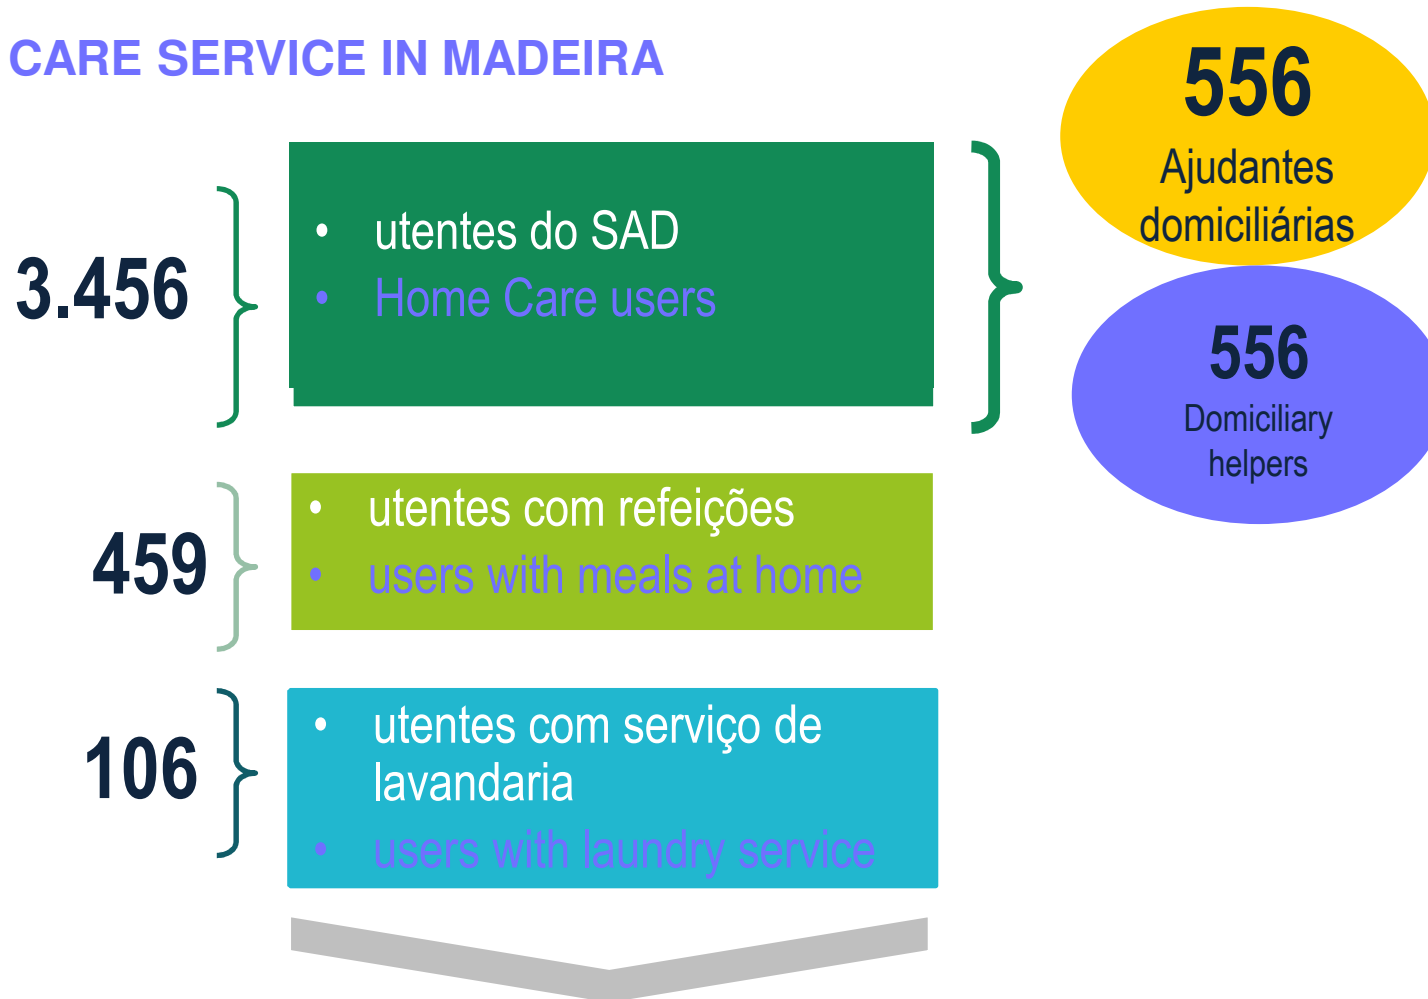 CARE SERVICE IN MADEIRA
556
Ajudantes
domiciliárias
3.456
• utentes do SAD
• Home Care users
556
Domiciliary
helpers
459
• utentes com refeições
• users with meals at home
106
• utentes com serviço de
lavandaria
• users with laundry service